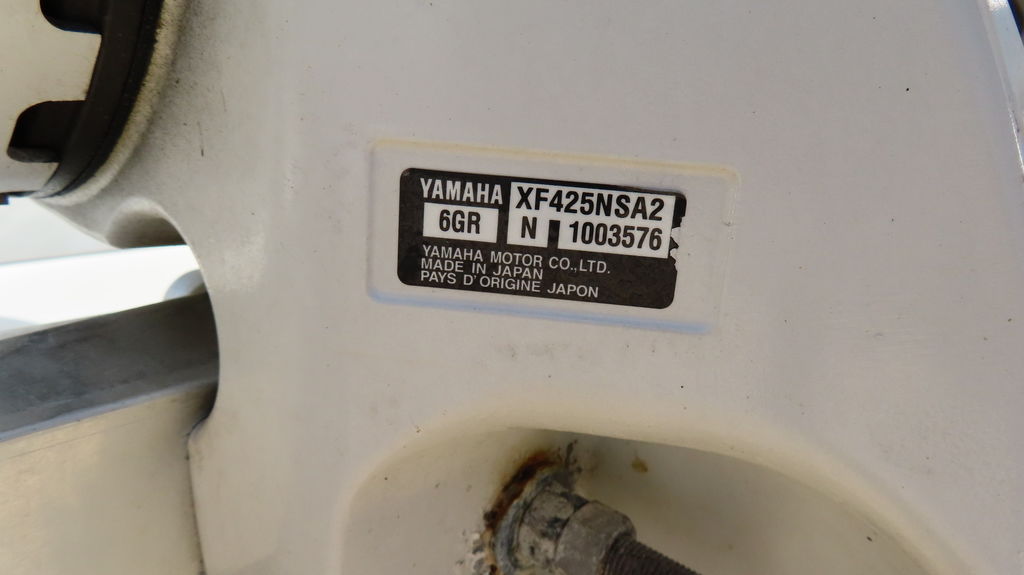 YAMAHA XF425NSA2
6GR N 1003576
YAMAHA MOTOR CO.,LTD.
MADE IN JAPAN
PAYS D'ORIGINE JAPON